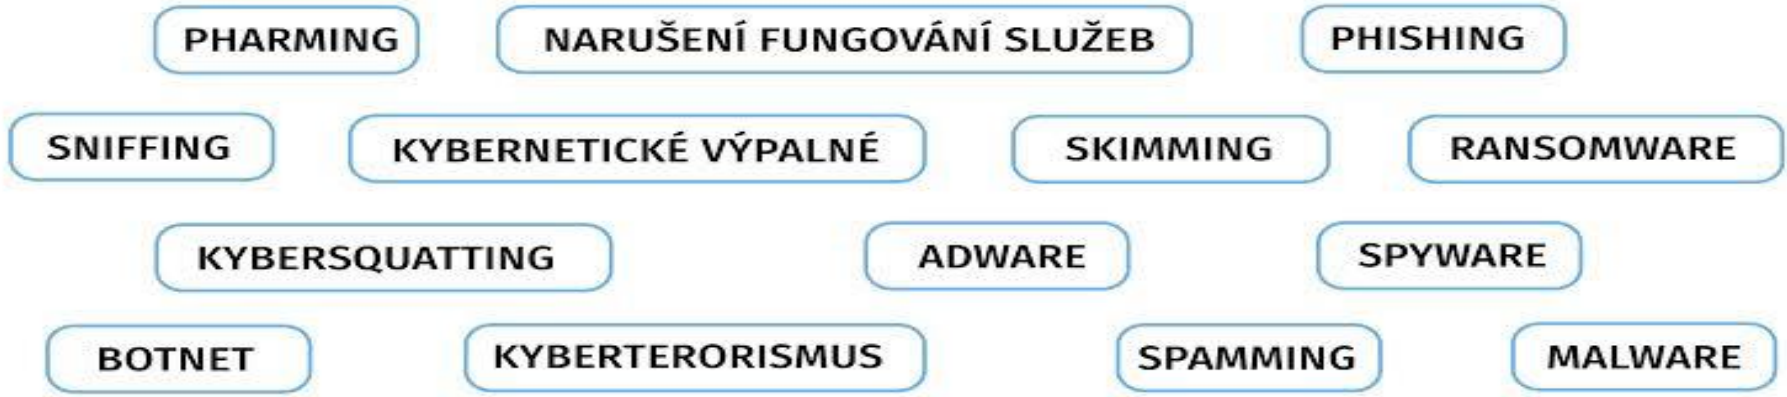 PHARMING NARUŠENÍ FUNGOVÁNÍ SLUŽEB PHISHING
SNIFFING KYBERNETICKÉ VÝPALNÉ SKIMMING RANSOMWARE
KYBERSQUATTING ADWARE SPYWARE
BOTNET KYBERTERORISMUS SPAMMING MALWARE